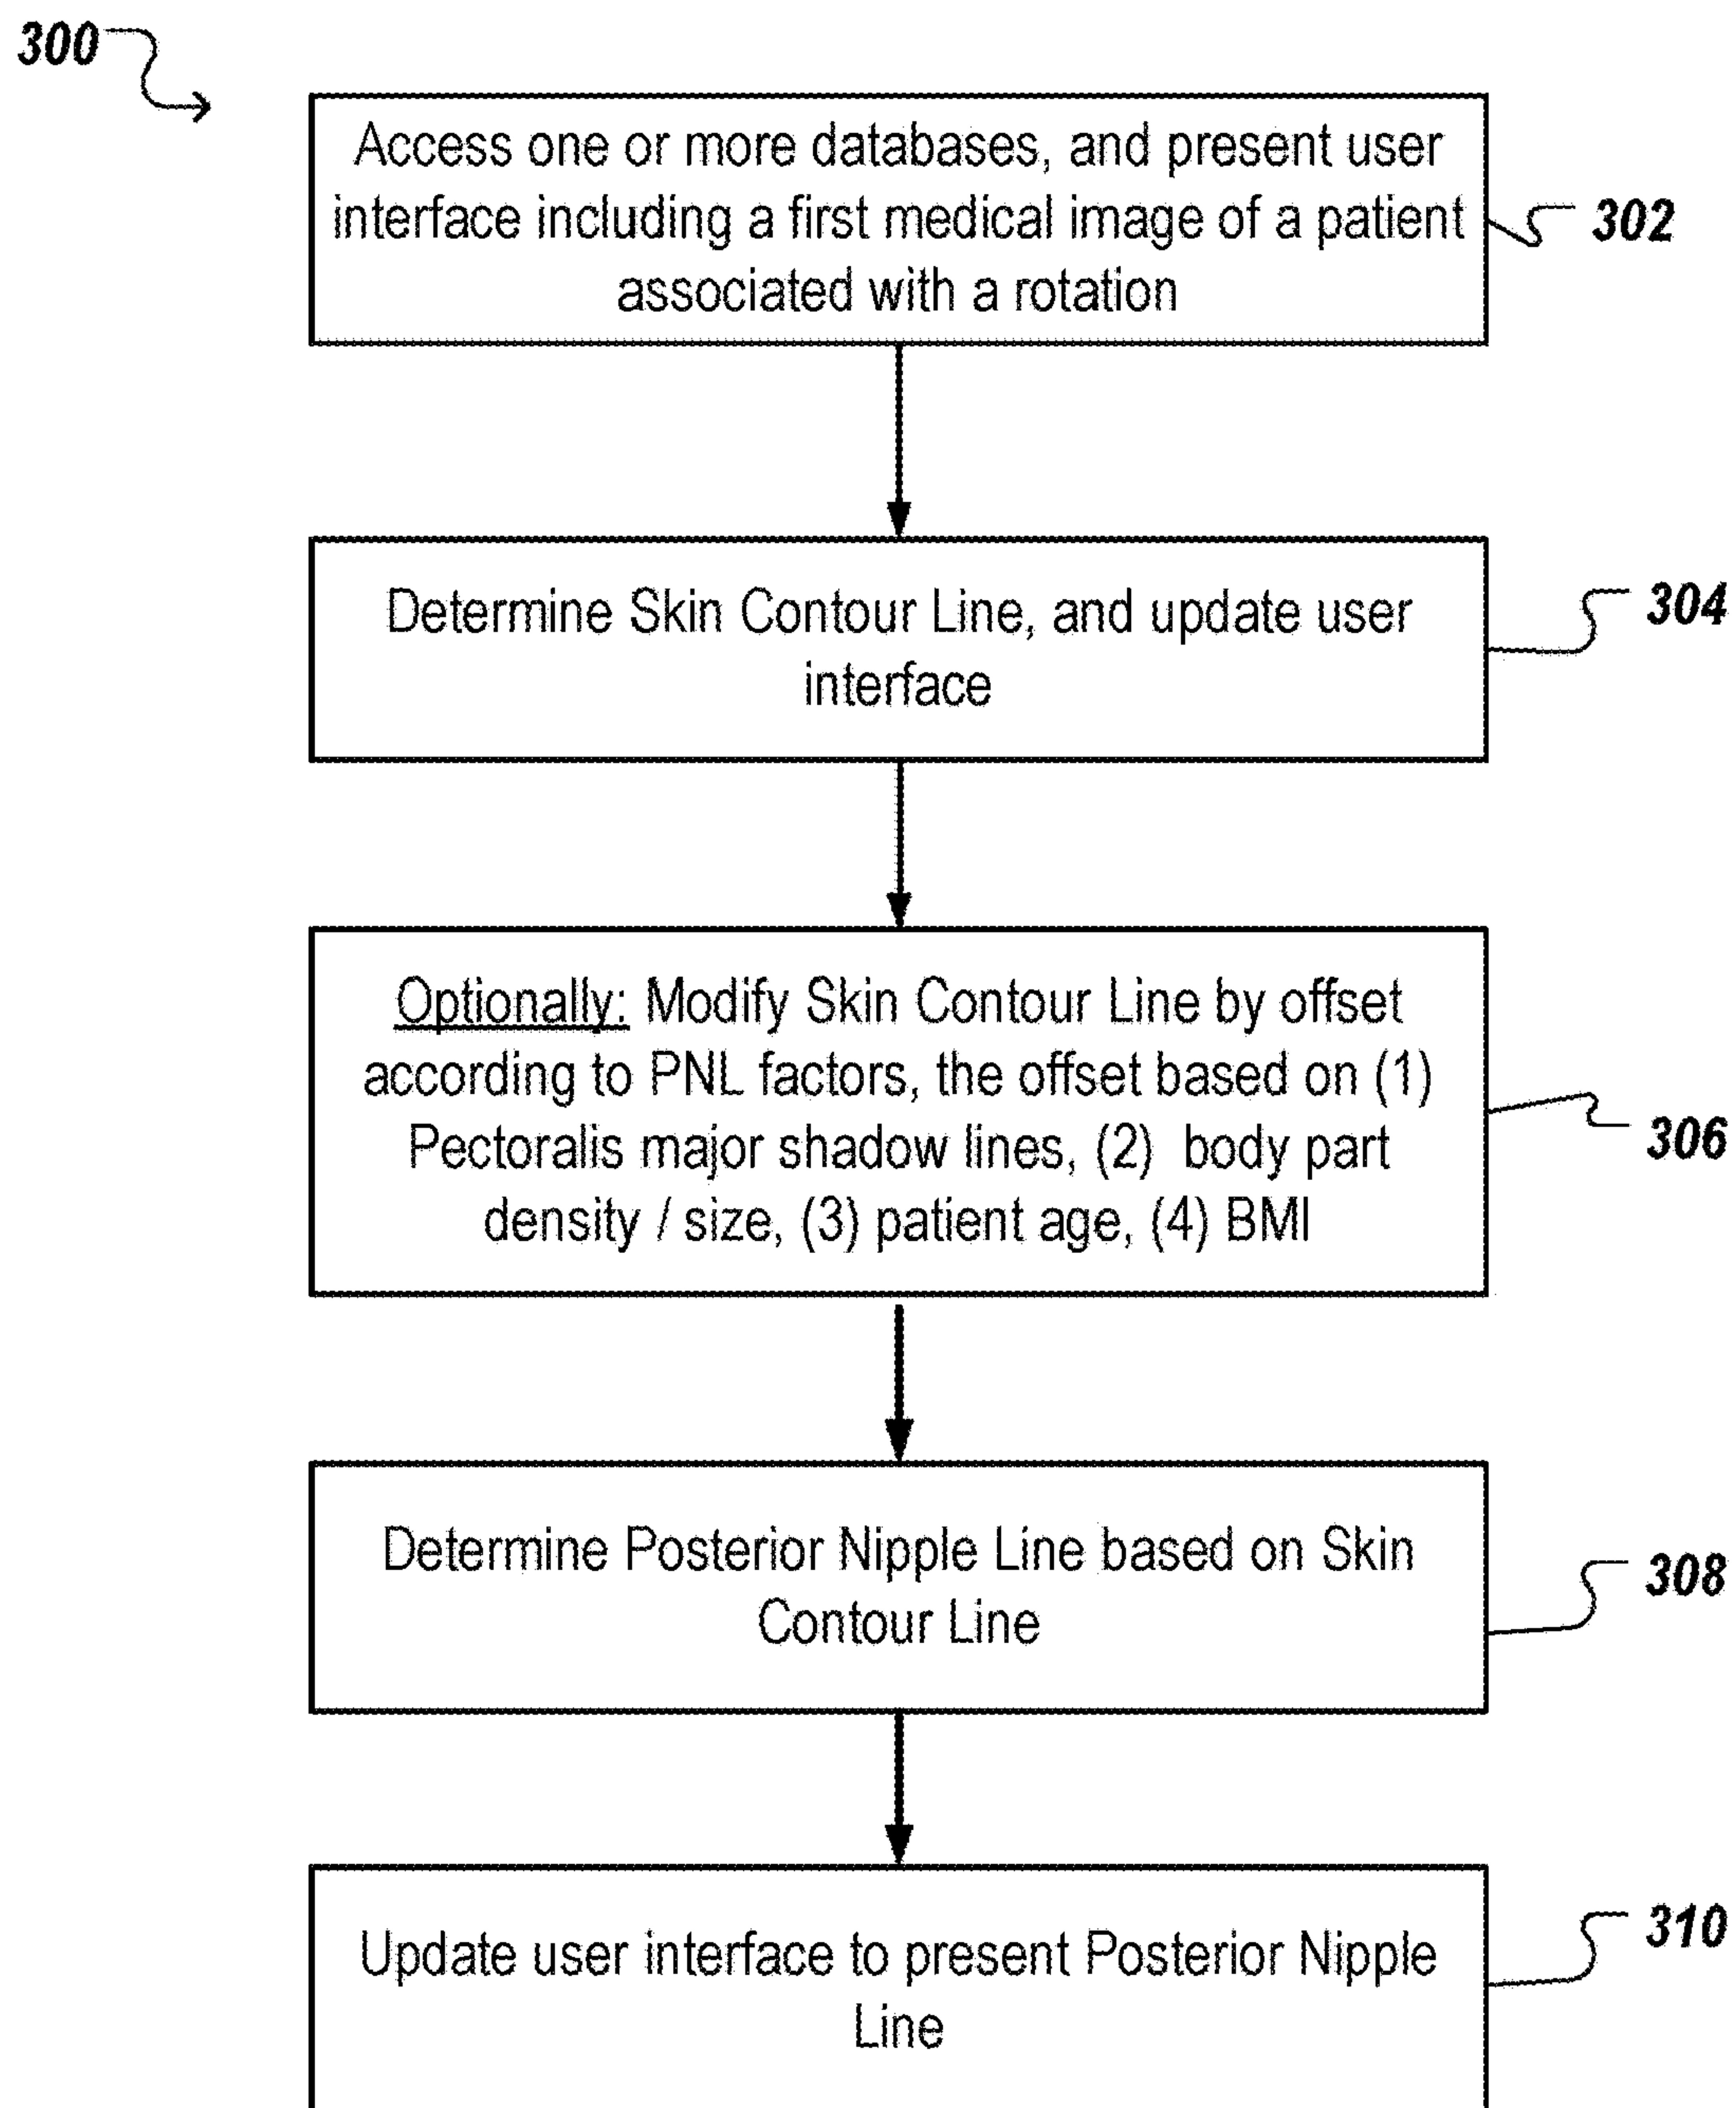 300
Access one or more databases, and present user
interface including a first medical image of a patient
associated with a rotation
302
Determine Skin Contour Line, and update user
interface
304
Optionally: Modify Skin Contour Line by offset
according to PNL factors, the offset based on (1)
Pectoralis major shadow lines, (2) body part
density / size, (3) patient age, (4) BMI
306
Determine Posterior Nipple Line based on Skin
Contour Line
308
Update user interface to present Posterior Nipple
Line
310